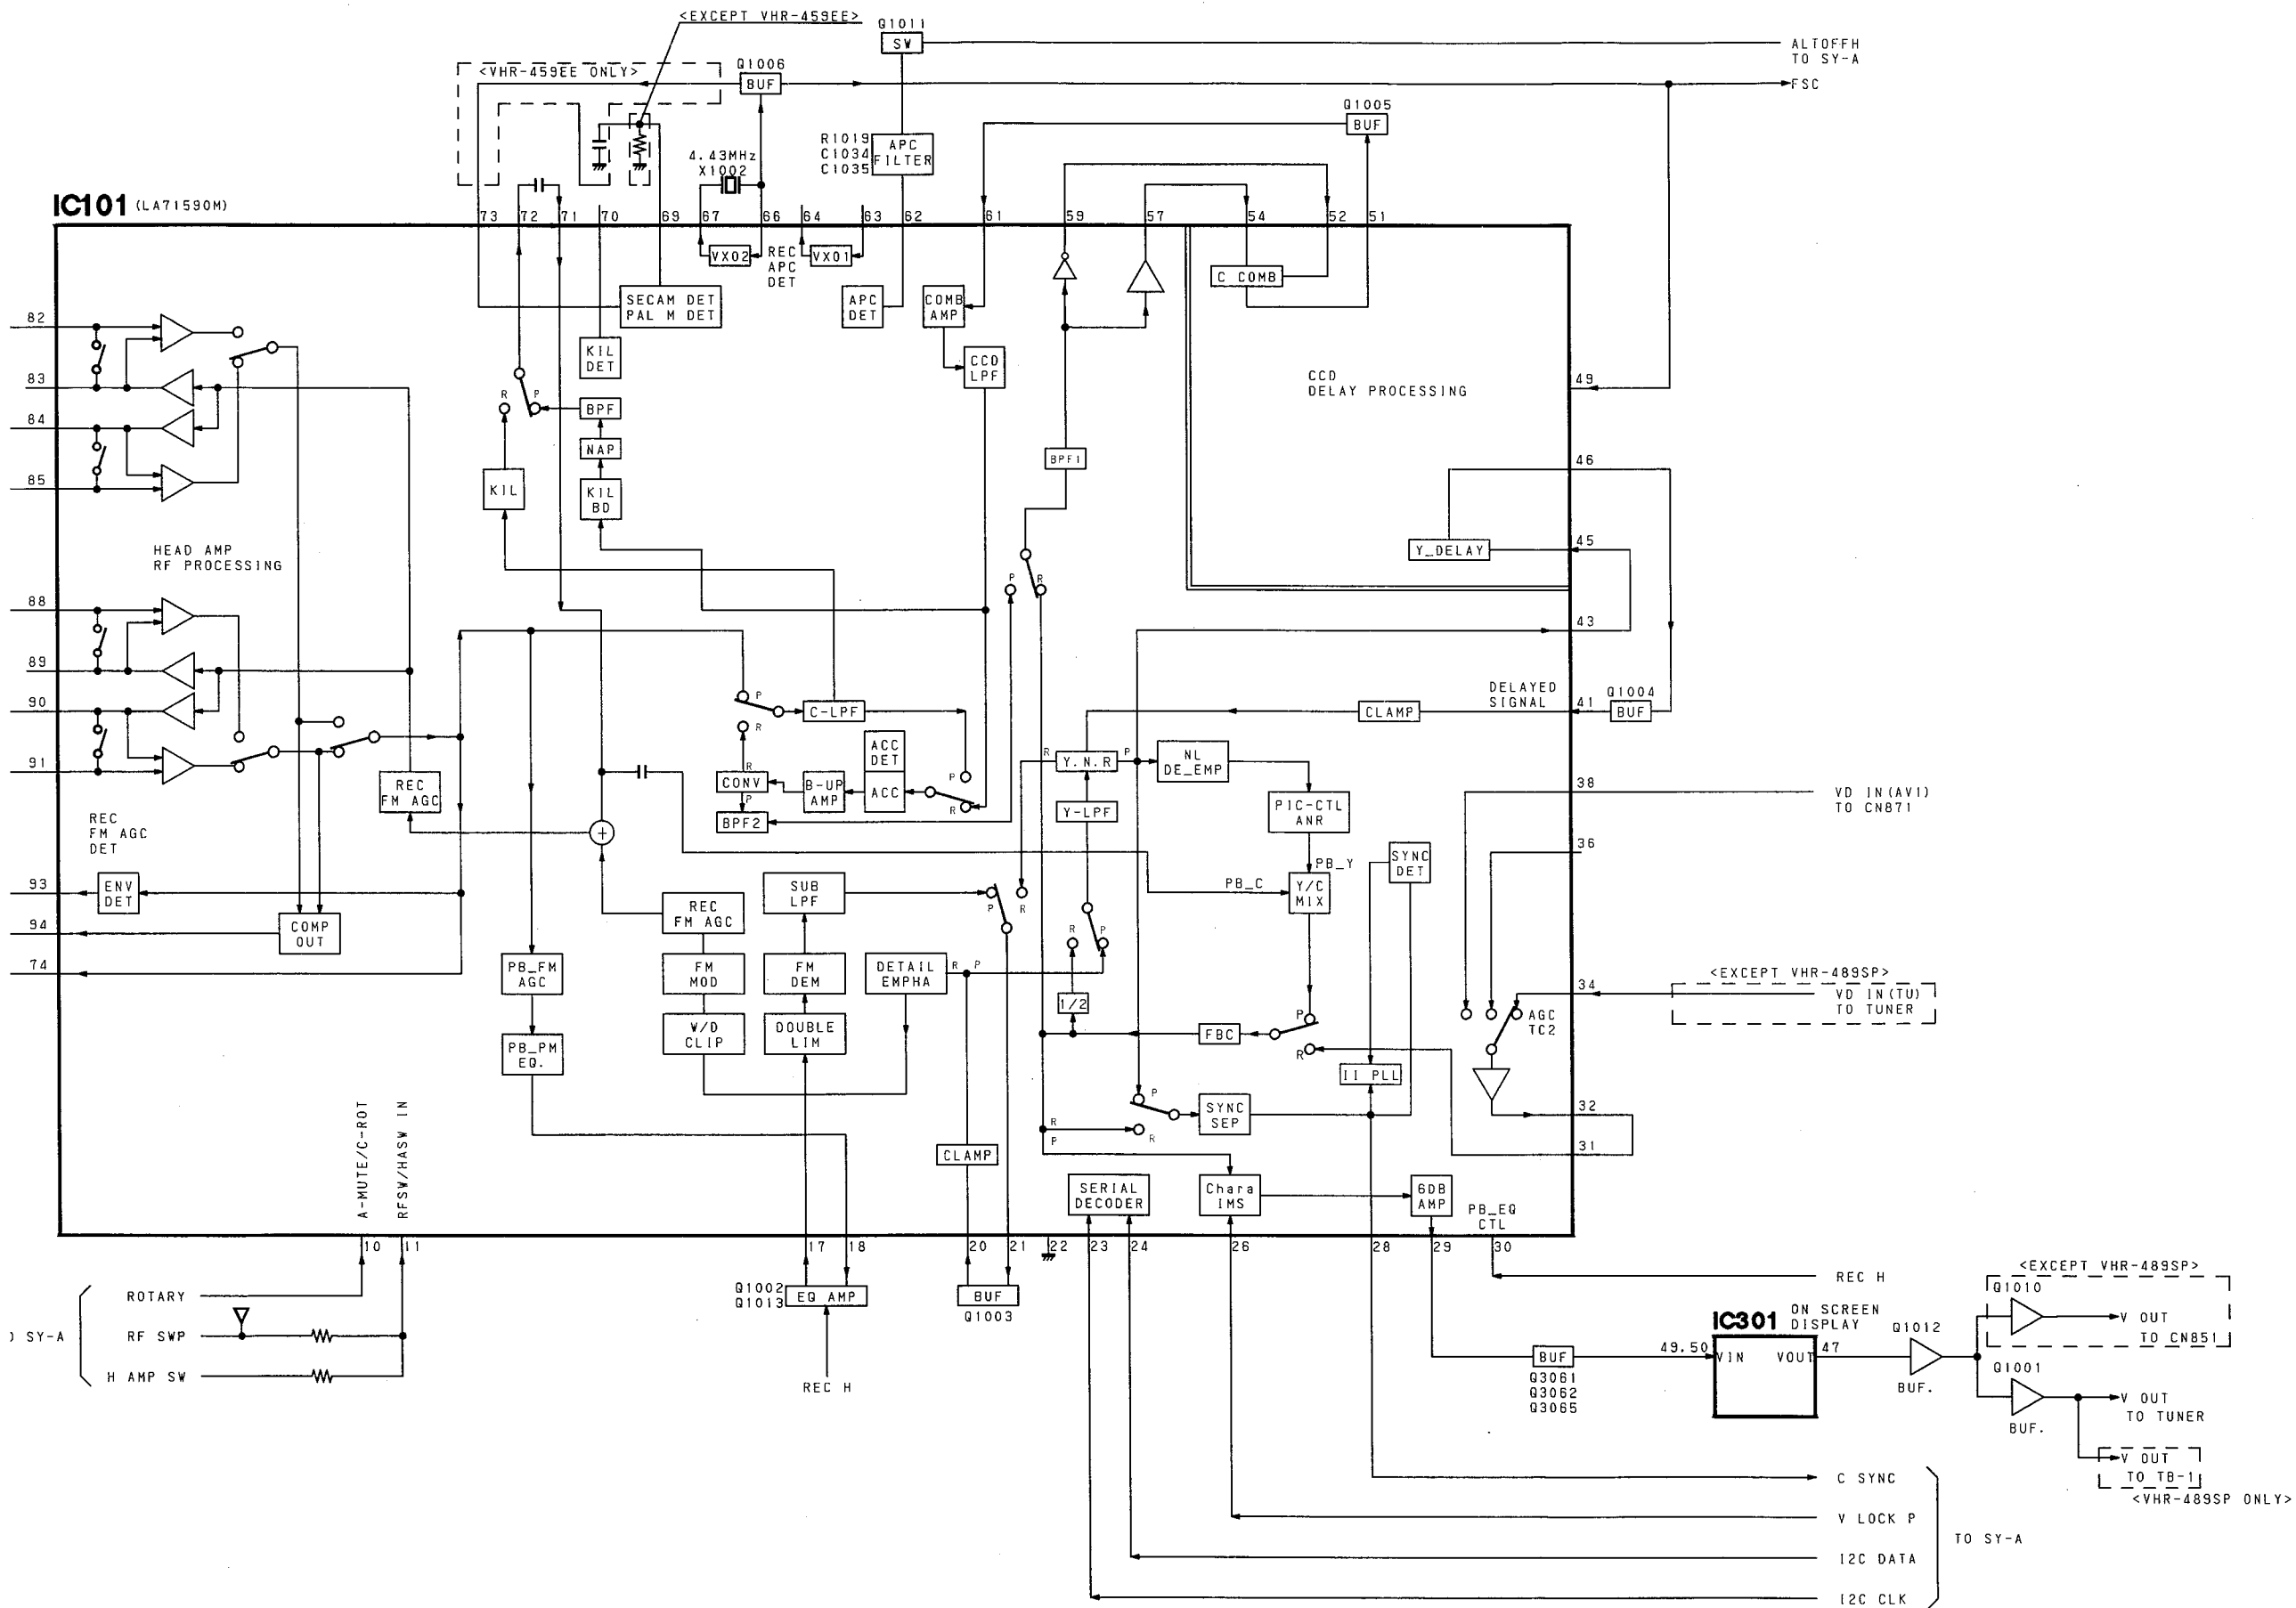 <EXCEPT VHR-459EE>
Q1011
SW
ALTOFFH
TO SY-A
<VHR-459EE ONLY>
Q1006
BUF
FSC
Q1005
BUF
R1019
C1034
C1035
APC
FILTER
4.43MHz
X1002
IC101 (LA71590M)
73
72
71
70
69
67
66
64
63
62
61
59
57
54
52
51
VXO2
REC
APC
DET
VXO1
C COMB
SECAM DET
PAL M DET
APC
DET
COMB
AMP
82
KIL
DET
CCD
LPF
CCD
DELAY PROCESSING
83
49
R
P
BPF
84
NAP
BPF1
46
85
KIL
KIL
BD
HEAD AMP
RF PROCESSING
Y_DELAY
45
P
R
88
43
89
P
C-LPF
DELAYED
SIGNAL
CLAMP
41
Q1004
BUF
90
R
ACC
DET
R
Y.N.R
P
NL
DE_EMP
91
REC
FM AGC
R
CONV
P
B-UP
AMP
ACC
P
R
38
VD IN(AV1)
TO CN871
BPF2
Y-LPF
PIC-CTL
ANR
REC
FM AGC
DET
+
36
SYNC
DET
PB_Y
93
ENV
DET
SUB
LPF
PB_C
Y/C
MIX
REC
FM AGC
P
R
94
COMP
OUT
R
P
74
PB_FM
AGC
FM
MOD
FM
DEM
DETAIL
EMPHA
R
P
<EXCEPT VHR-489SP>
34
VD IN(TU)
TO TUNER
1/2
AGC
TC2
W/D
CLIP
DOUBLE
LIM
P
FBC
R
PB_PM
EQ.
II PLL
P
SYNC
SEP
32
R
P
R
31
A-MUTE/C-ROT
RFSW/HASW IN
CLAMP
SERIAL
DECODER
Chara
IMS
6DB
AMP
PB_EQ
CTL
10
11
17
18
20
21
22
23
24
26
28
29
30
REC H
ROTARY
Q1002
Q1013
EQ AMP
BUF
Q1003
<EXCEPT VHR-489SP>
Q1010
V OUT
TO CN851
SY-A
RF SWP
H AMP SW
REC H
IC301
ON SCREEN
DISPLAY
Q1012
BUF.
49.50
VIN
VOUT
47
BUF
Q3061
Q3062
Q3065
Q1001
BUF.
V OUT
TO TUNER
V OUT
TO TB-1
<VHR-489SP ONLY>
C SYNC
V LOCK P
I2C DATA
I2C CLK
TO SY-A